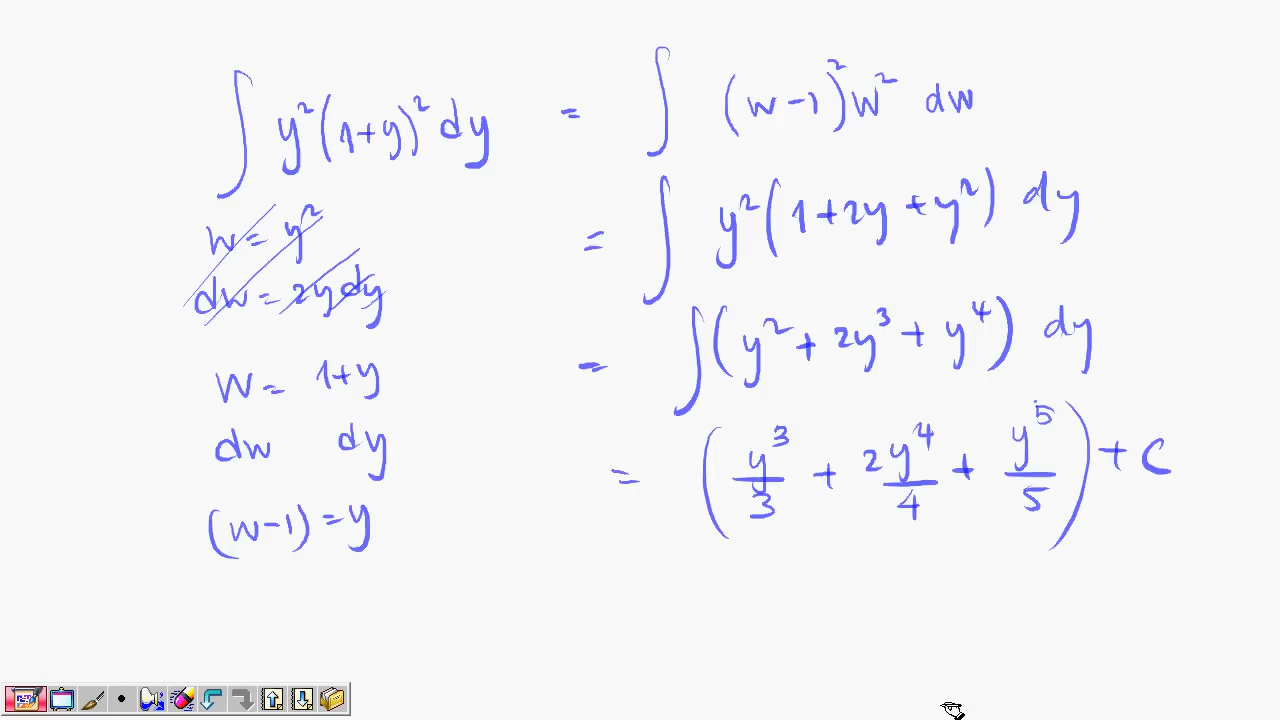 ∫ y²(1+y)² dy = ∫ (w-1)² w² dw
w = y²
dw = 2y dy
w = 1+y
dw dy
(w-1) = y
= ∫ y²(1+2y+y²) dy
= ∫ (y² + 2y³ + y⁴) dy
= (y³/3 + 2y⁴/4 + y⁵/5) + C